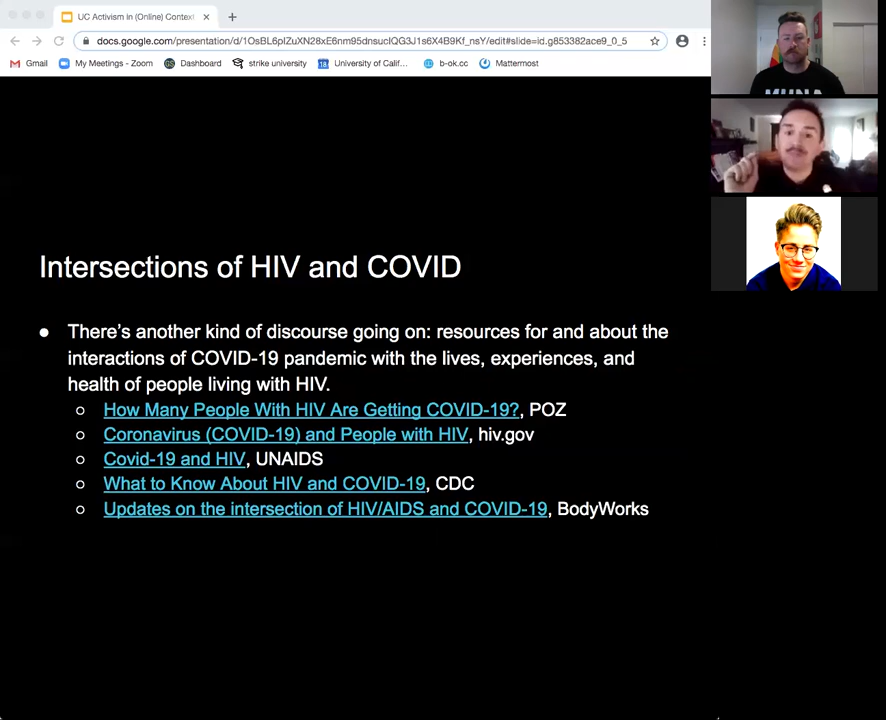 UC Activism In (Online) Context
docs.google.com/presentation/d/1OsBL6pIZuXN28xE6nm95dnsucIQG3J1s6X4B9Kf_nsY/edit#slide=id.g853382ace9_0_5
Gmail My Meetings - Zoom Dashboard strike university University of Calif... b-ok.cc Mattermost
MUNA
Intersections of HIV and COVID
● There's another kind of discourse going on: resources for and about the
interactions of COVID-19 pandemic with the lives, experiences, and
health of people living with HIV.
○ How Many People With HIV Are Getting COVID-19?, POZ
○ Coronavirus (COVID-19) and People with HIV, hiv.gov
○ Covid-19 and HIV, UNAIDS
○ What to Know About HIV and COVID-19, CDC
○ Updates on the intersection of HIV/AIDS and COVID-19, BodyWorks